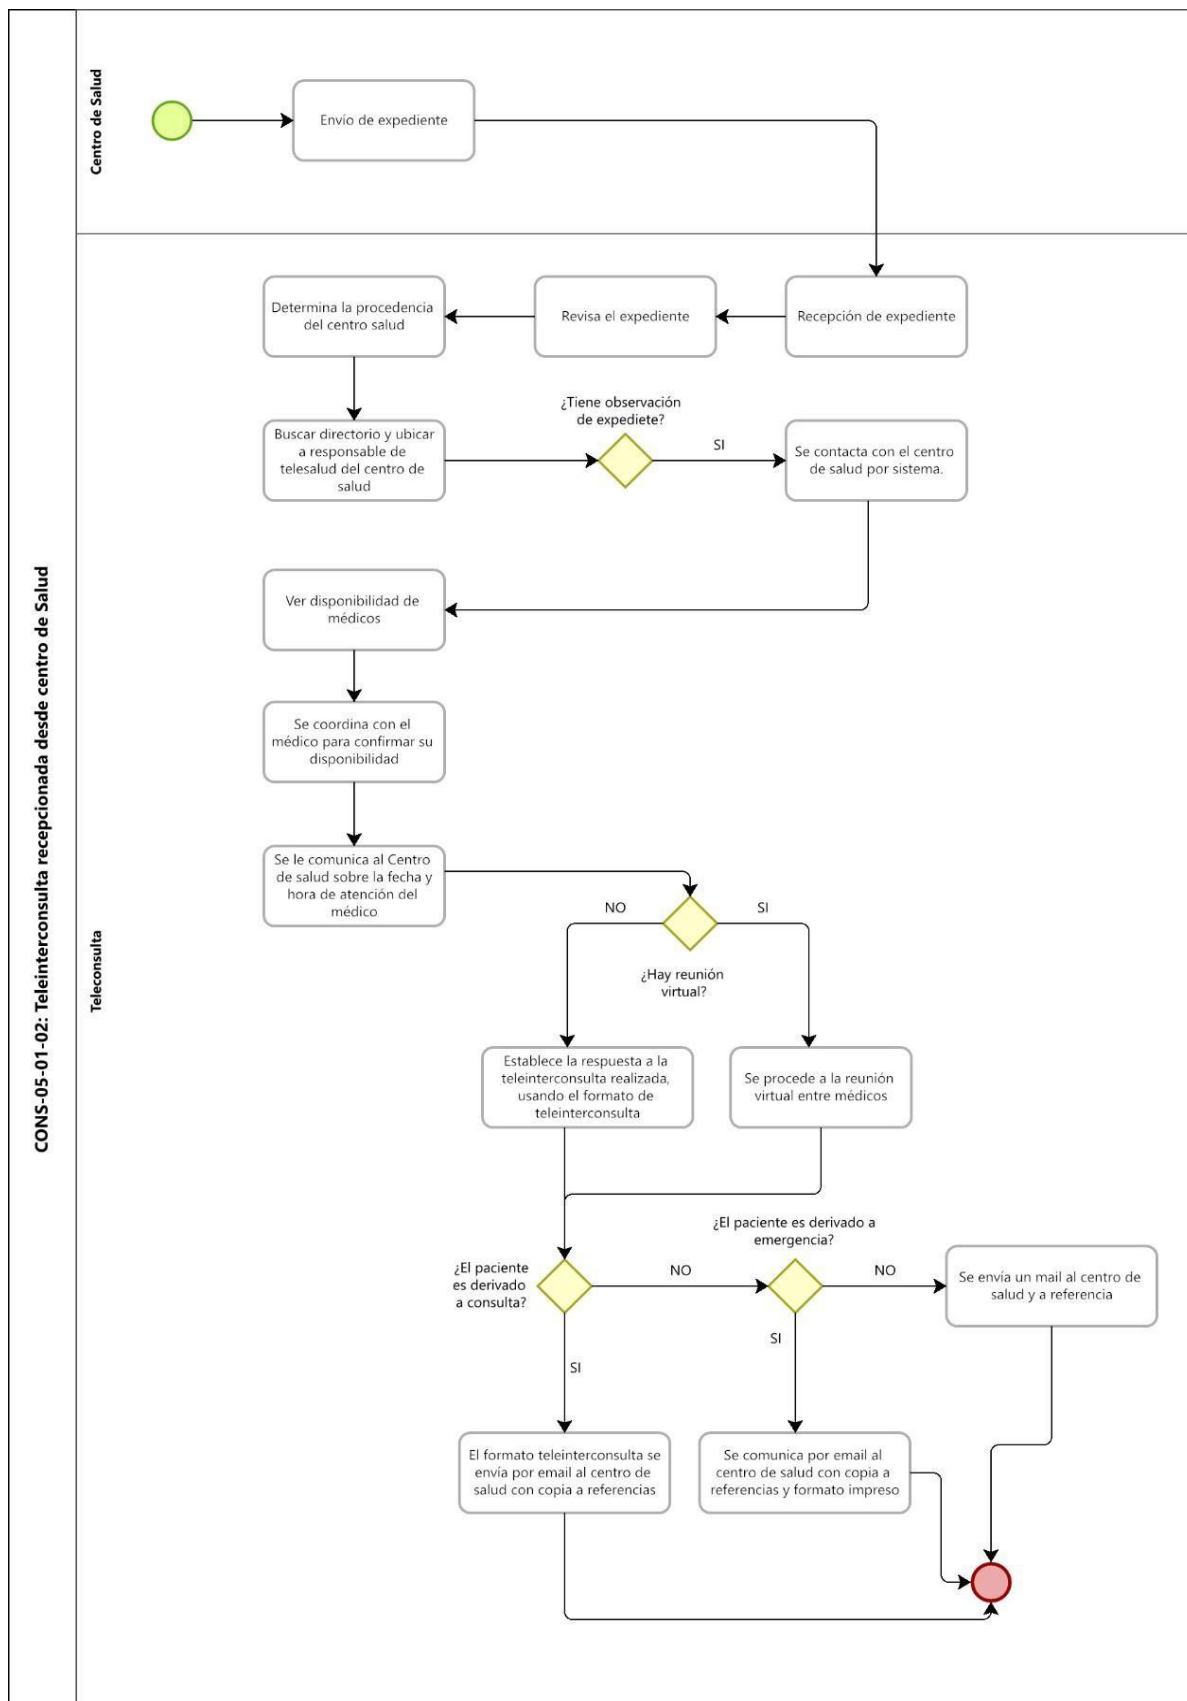 CONS-05-01-02: Teleinterconsulta recepcionada desde centro de Salud
Centro de Salud
Envío de expediente
Teleconsulta
Recepción de expediente
Revisa el expediente
Determina la procedencia
del centro salud
Buscar directorio y ubicar
a responsable de
telesalud del centro de
salud
¿Tiene observación
de expediete?
SI
Se contacta con el centro
de salud por sistema.
Ver disponibilidad de
médicos
Se coordina con el
médico para confirmar su
disponibilidad
Se le comunica al Centro
de salud sobre la fecha y
hora de atención del
médico
NO
SI
¿Hay reunión
virtual?
Establece la respuesta a la
teleinterconsulta realizada,
usando el formato de
teleinterconsulta
Se procede a la reunión
virtual entre médicos
¿El paciente
es derivado
a consulta?
NO
¿El paciente es derivado a
emergencia?
NO
Se envía un mail al centro de
salud y a referencia
SI
SI
El formato teleinterconsulta se
envía por email al centro de
salud con copia a referencias
Se comunica por email al
centro de salud con copia a
referencias y formato impreso